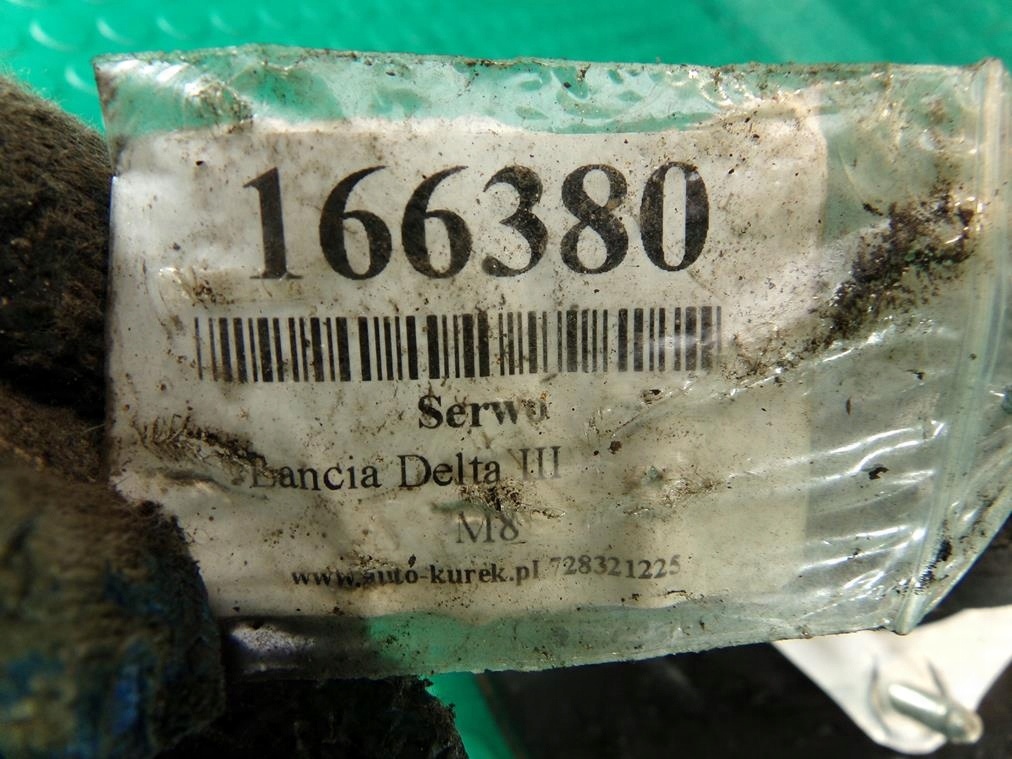 166380
Serwo
Lancia Delta III
M8
www.auto-kurek.pl 728321225